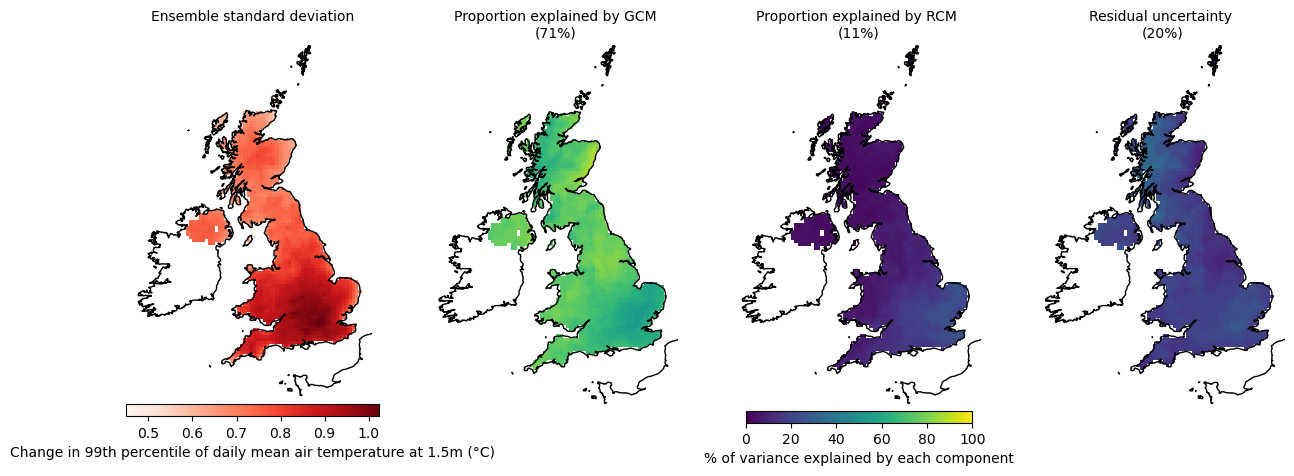 Ensemble standard deviation
Proportion explained by GCM
(71%)
Proportion explained by RCM
(11%)
Residual uncertainty
(20%)
0.5 0.6 0.7 0.8 0.9 1.0
Change in 99th percentile of daily mean air temperature at 1.5m (°C)
0 20 40 60 80 100
% of variance explained by each component